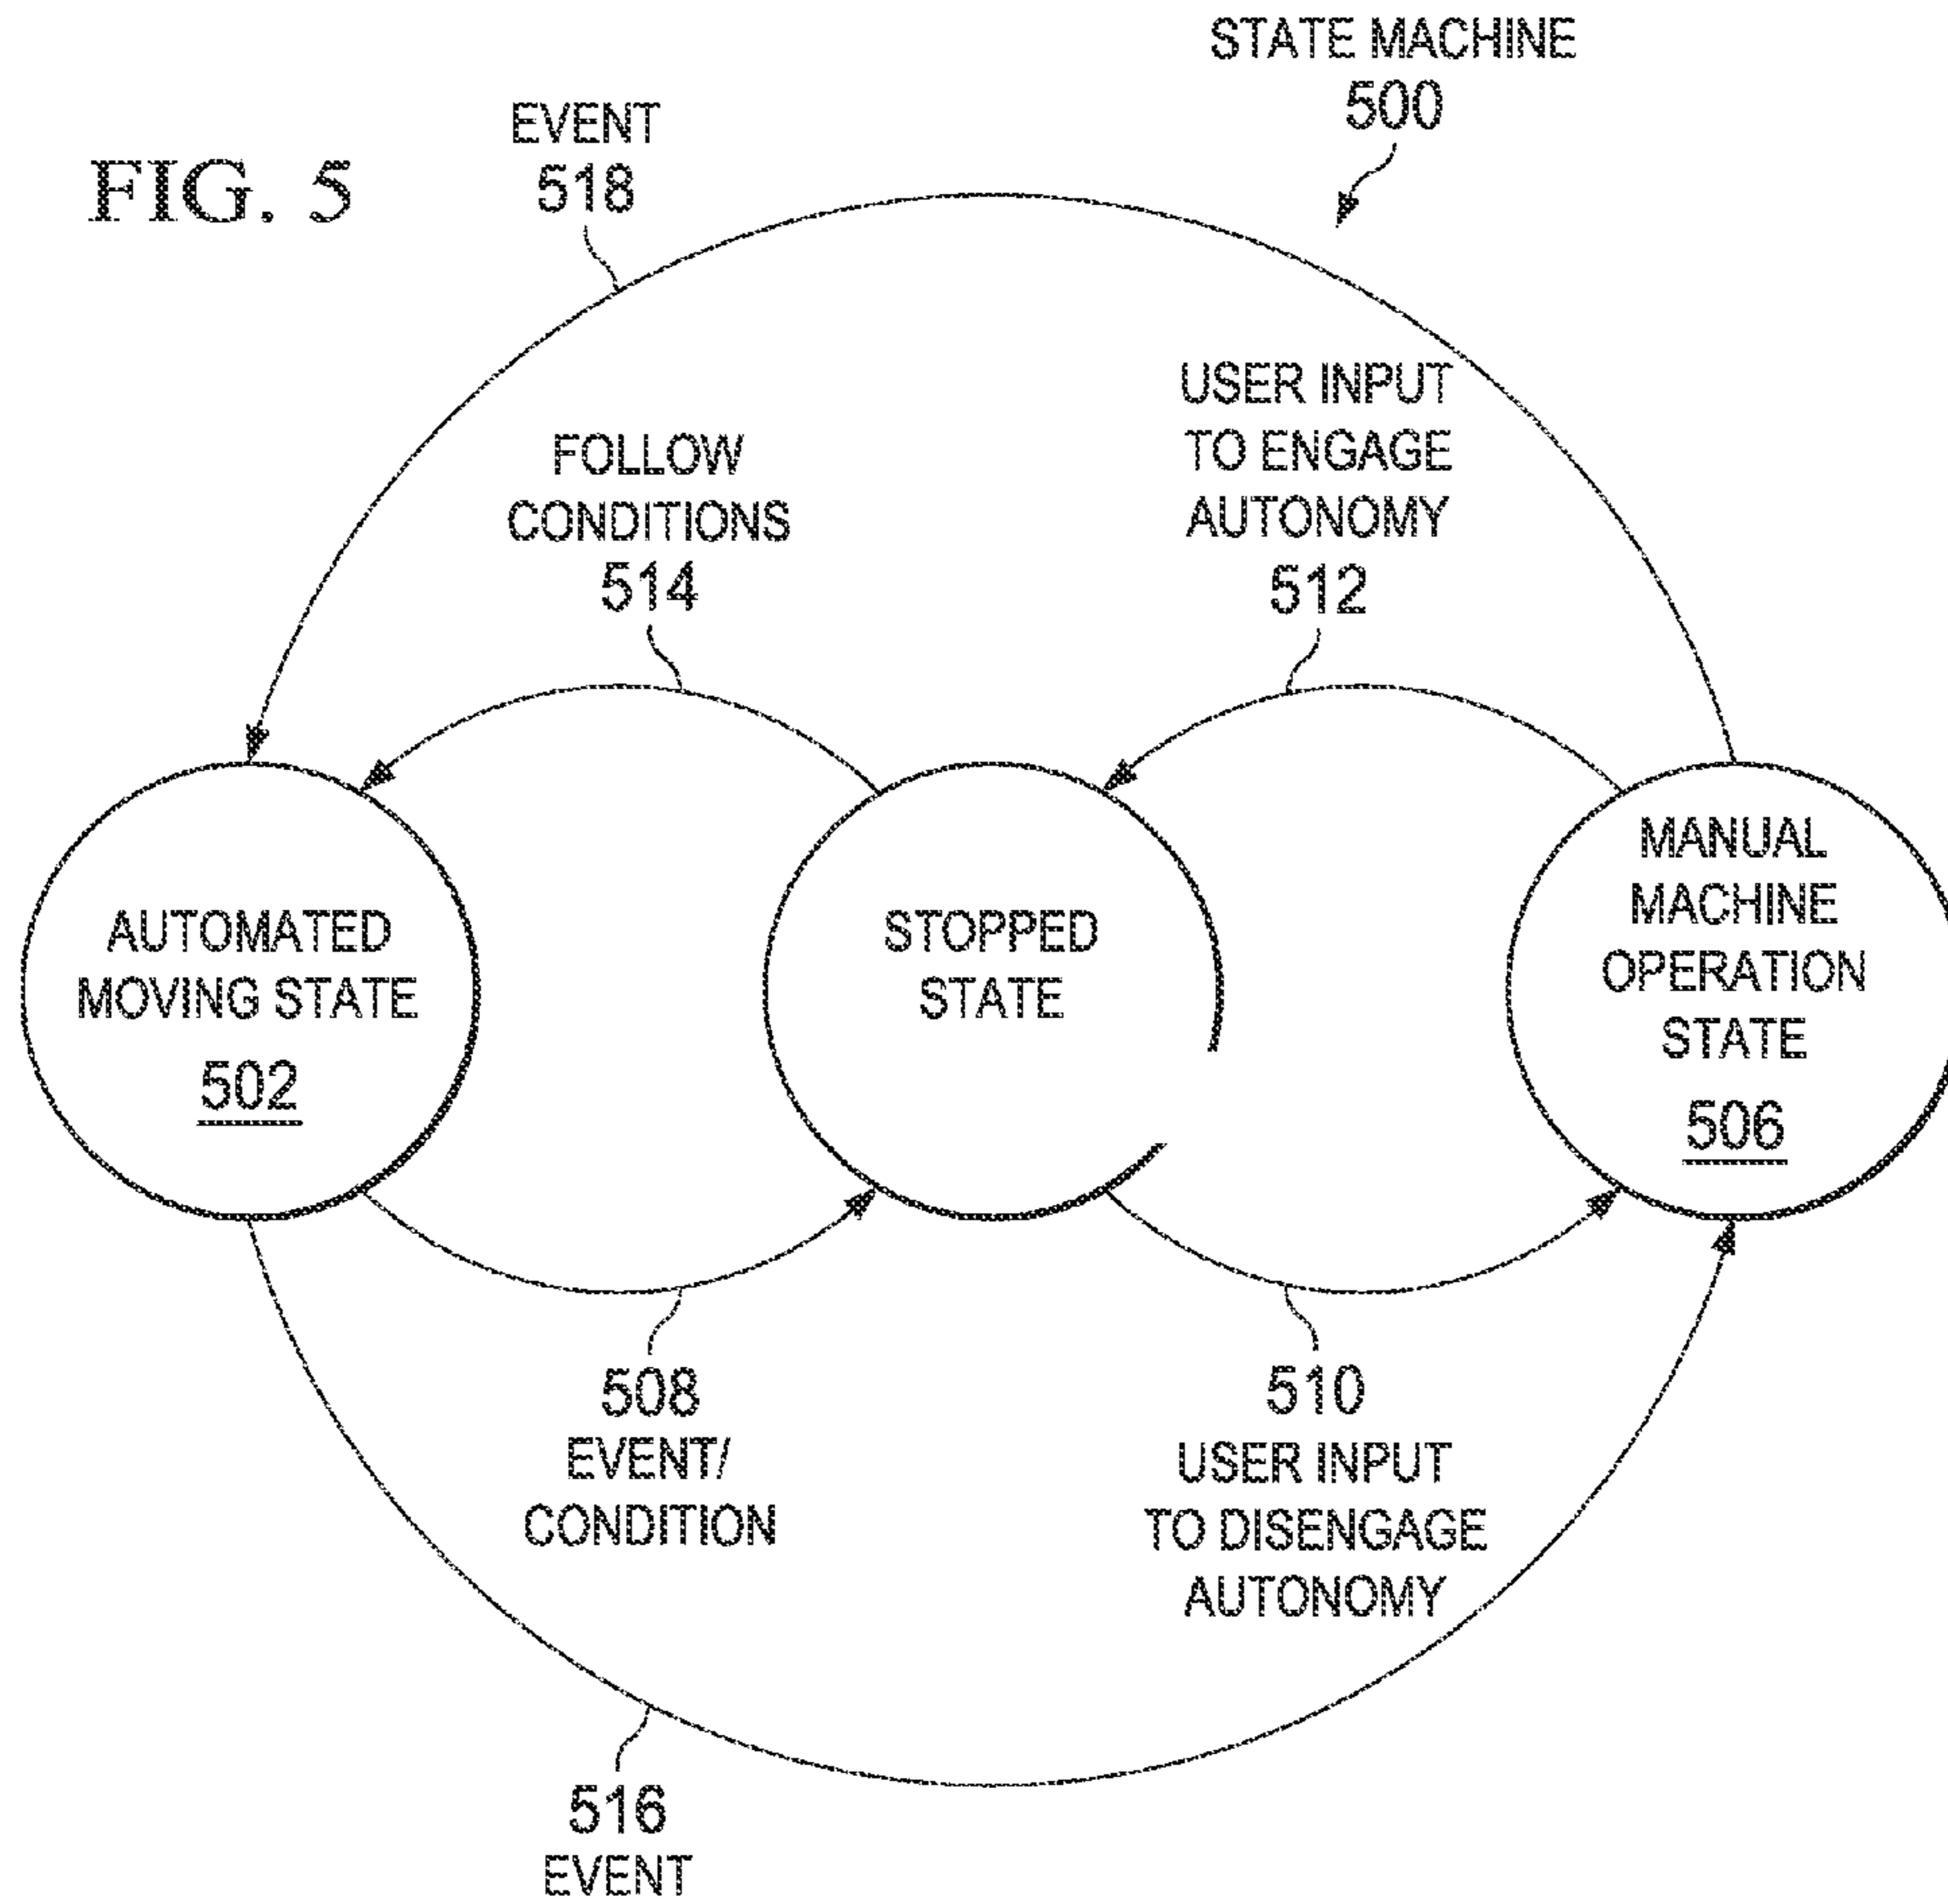 STATE MACHINE
500
EVENT
518
FIG. 5
USER INPUT
TO ENGAGE
AUTONOMY
512
FOLLOW
CONDITIONS
514
AUTOMATED
MOVING STATE
502
STOPPED
STATE
MANUAL
MACHINE
OPERATION
STATE
506
508
EVENT/
CONDITION
510
USER INPUT
TO DISENGAGE
AUTONOMY
516
EVENT